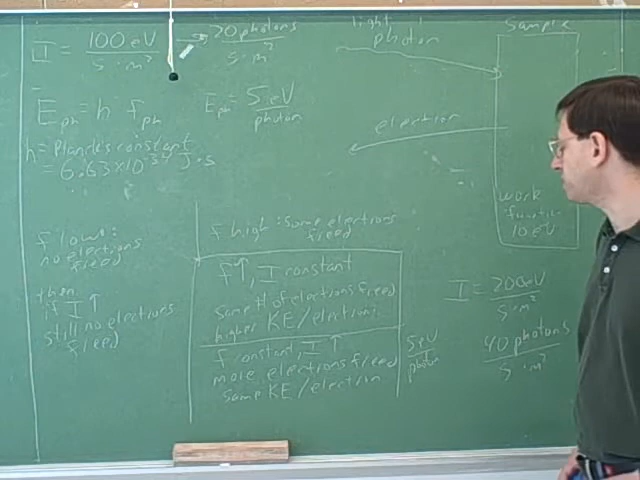 I = 100 eV / s · m² → 20 photons / s · m²
E_ph = h f_ph
E_ph = 5 eV / photon
h = Planck's constant
= 6.63×10⁻³⁴ J·s
light
photon
electron
Sample
work
function
10 eV
f low:
no electrons
freed
then
if I ↑
still no electrons
freed
f high: some electrons
freed
f ↑, I constant
same # of electrons freed
higher KE/electron
f constant, I ↑
more electrons freed
same KE/electron
5 eV / photon
I = 200 eV / s · m²
40 photons / s · m²